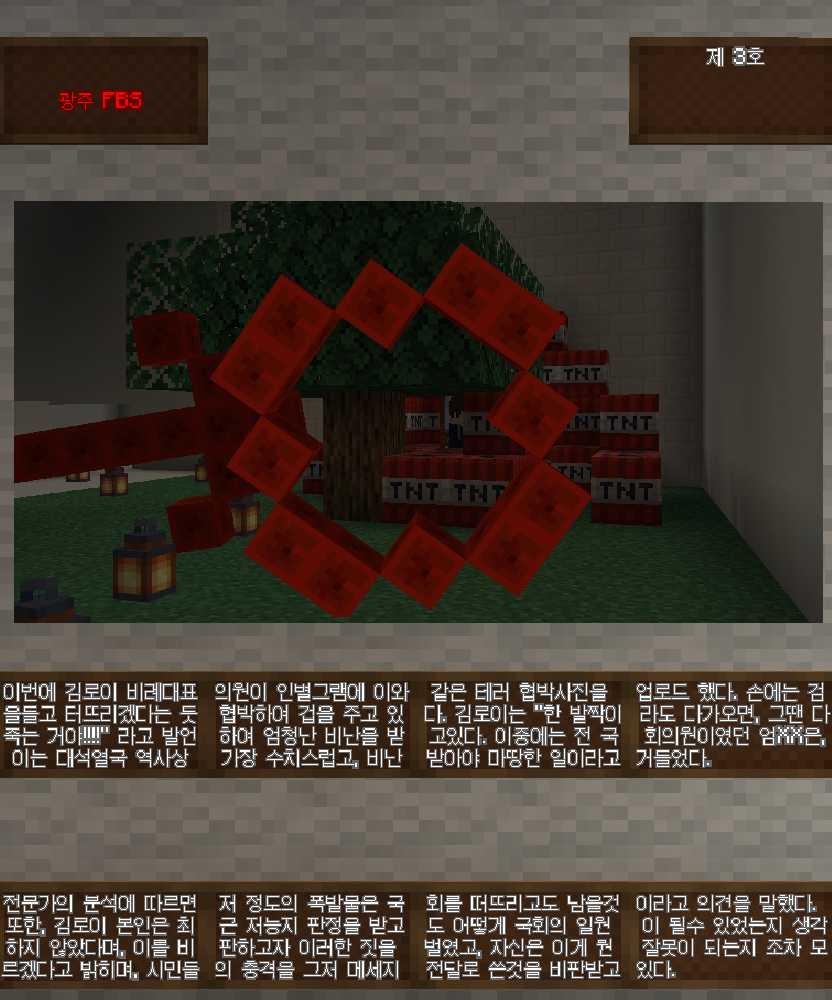 광주 FBS
제 3호
TNT
TNT
TNT
TNT
TNT
이번에 김로이 비례대표 의원이 인별그램에 이와 같은 테러 협박사진을 업로드 했다. 손에는 검
을들고 터뜨리겠다는 듯 협박하여 겁을 주고 있다. 김로이는 "한 발짝이라도 다가오면, 그땐 다
죽는 거야!!!!" 라고 발언하여 엄청난 비난을 받고있다. 이중에는 전 국회의원이였던 엄XX은,
이는 대석열국 역사상 가장 수치스럽고, 비난 받아야 마땅한 일이라고 거들었다.
전문가의 분석에 따르면 저 정도의 폭발물은 국회를 떠뜨리고도 남을것이라고 의견을 말했다.
또한, 김로이 본인은 최근 저능지 판정을 받고도 어떻게 국회의 일원이 될수 있었는지 생각
하지 않았다며, 이를 비판하고자 이러한 짓을 벌였고, 자신은 이게 뭔 잘못이 되는지 조차 모
르겠다고 밝히며, 시민들의 충격을 그저 메세지 전달로 쓴것을 비판받고있다.